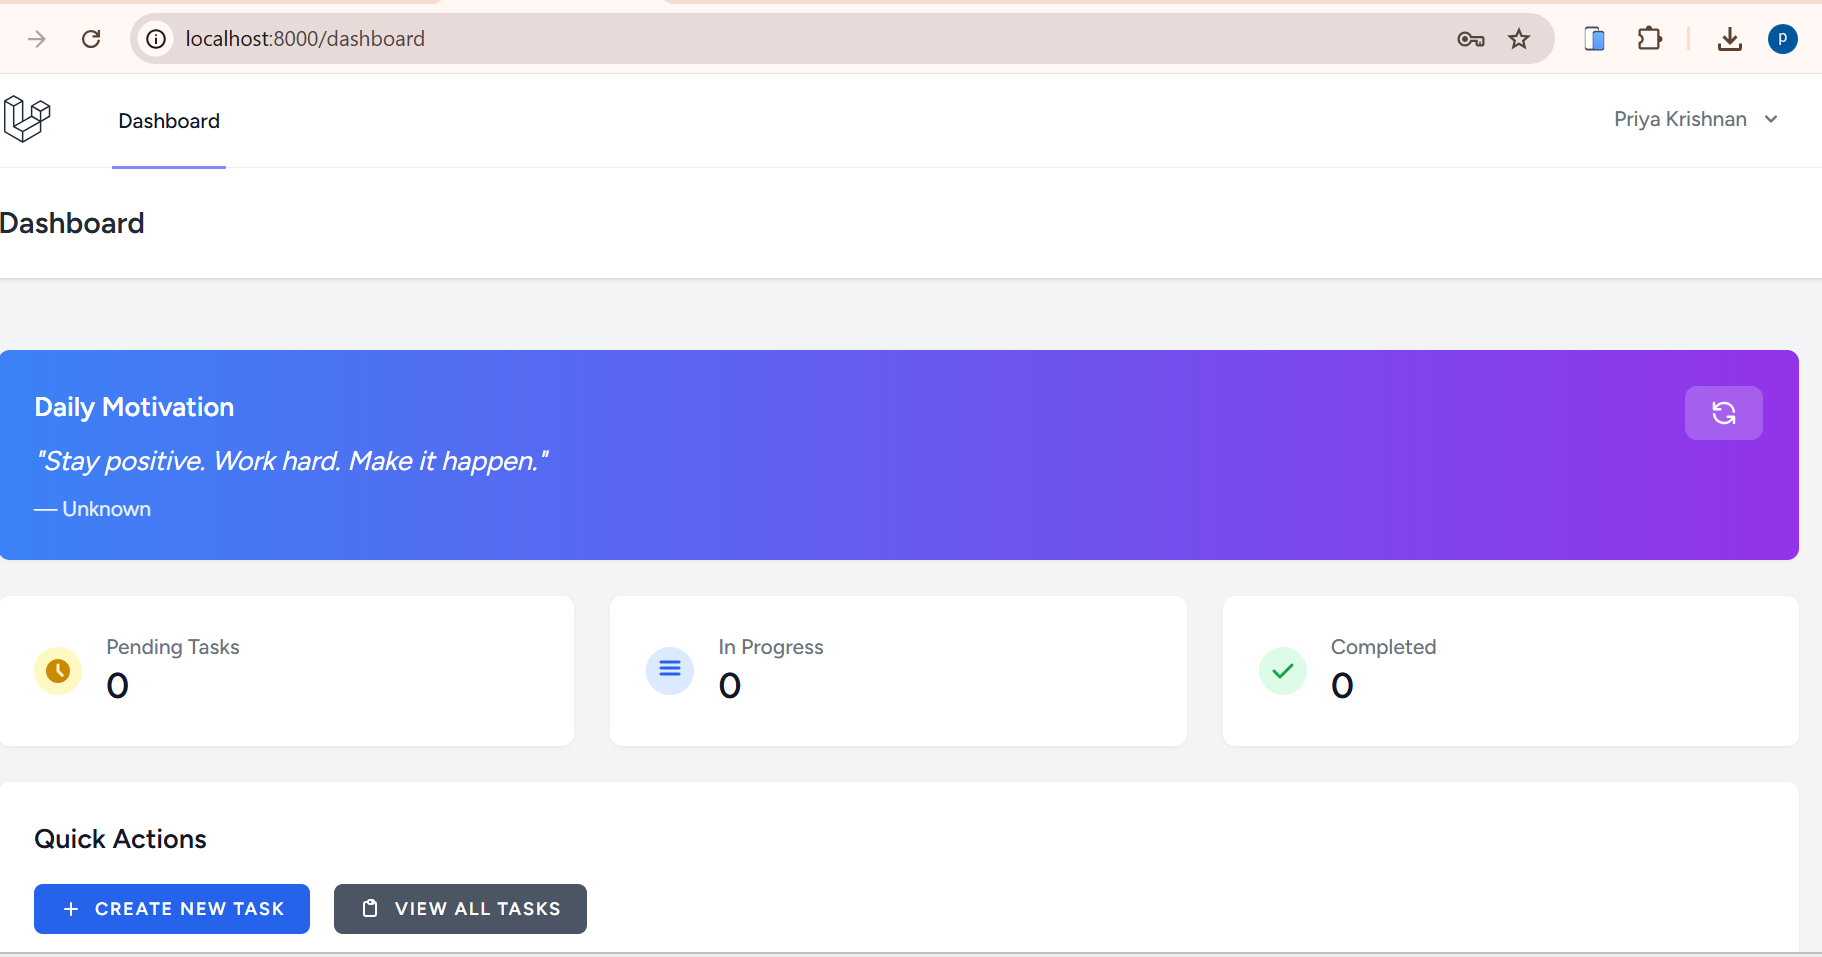 localhost:8000/dashboard
p
Dashboard
Priya Krishnan
Dashboard
Daily Motivation
"Stay positive. Work hard. Make it happen."
— Unknown
Pending Tasks
0
In Progress
0
Completed
0
Quick Actions
CREATE NEW TASK
VIEW ALL TASKS